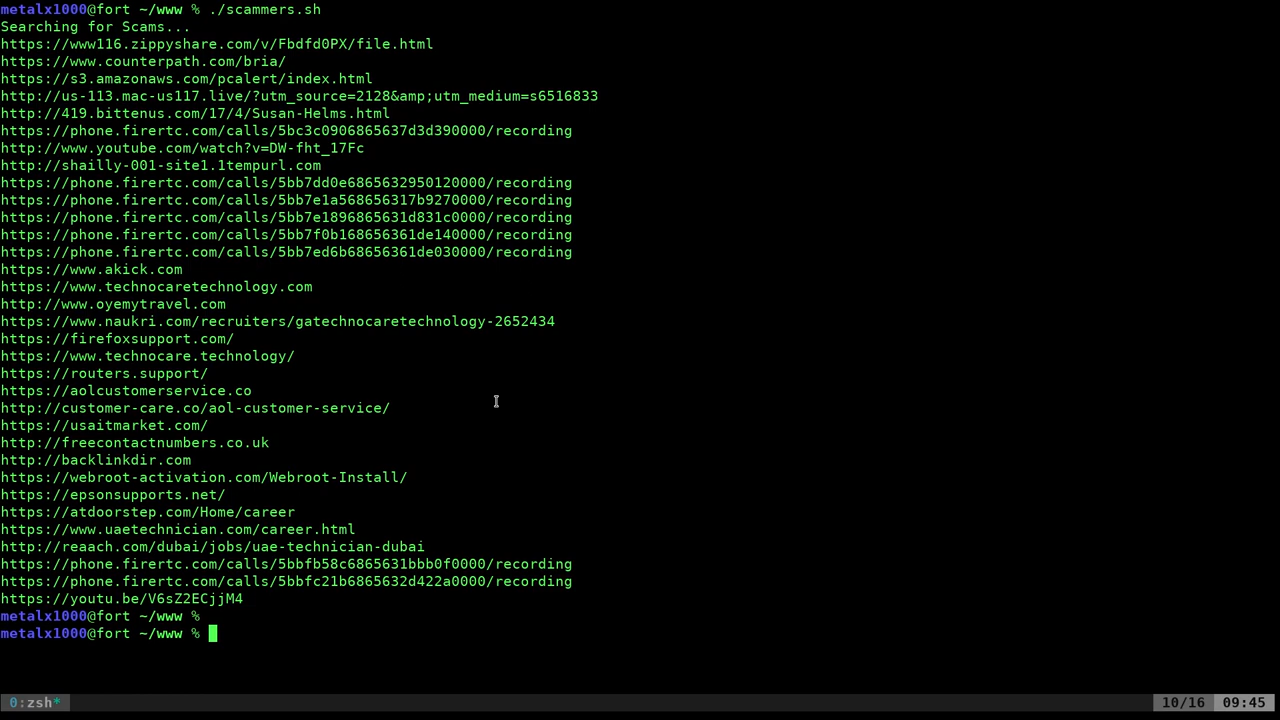 metalx1000@fort ~/www % ./scammers.sh
Searching for Scams...
https://www116.zippyshare.com/v/Fbdfd0PX/file.html
https://www.counterpath.com/bria/
https://s3.amazonaws.com/pcalert/index.html
http://us-113.mac-us117.live/?utm_source=2128&amp;utm_medium=s6516833
http://419.bittenus.com/17/4/Susan-Helms.html
https://phone.firertc.com/calls/5bc3c0906865637d3d390000/recording
http://www.youtube.com/watch?v=DW-fht_17Fc
http://shailly-001-site1.1tempurl.com
https://phone.firertc.com/calls/5bb7dd0e6865632950120000/recording
https://phone.firertc.com/calls/5bb7e1a568656317b9270000/recording
https://phone.firertc.com/calls/5bb7e1896865631d831c0000/recording
https://phone.firertc.com/calls/5bb7f0b168656361de140000/recording
https://phone.firertc.com/calls/5bb7ed6b68656361de030000/recording
https://www.akick.com
https://www.technocaretechnology.com
http://www.oyemytravel.com
https://www.naukri.com/recruiters/gatechnocaretechnology-2652434
https://firefoxsupport.com/
https://www.technocare.technology/
https://routers.support/
https://aolcustomerservice.co
http://customer-care.co/aol-customer-service/
https://usaitmarket.com/
http://freecontactnumbers.co.uk
http://backlinkdir.com
https://webroot-activation.com/Webroot-Install/
https://epsonsupports.net/
https://atdoorstep.com/Home/career
https://www.uaetechnician.com/career.html
http://reaach.com/dubai/jobs/uae-technician-dubai
https://phone.firertc.com/calls/5bbfb58c6865631bbb0f0000/recording
https://phone.firertc.com/calls/5bbfc21b6865632d422a0000/recording
https://youtu.be/V6sZ2ECjjM4
metalx1000@fort ~/www %
metalx1000@fort ~/www %
0:zsh* 10/16 09:45